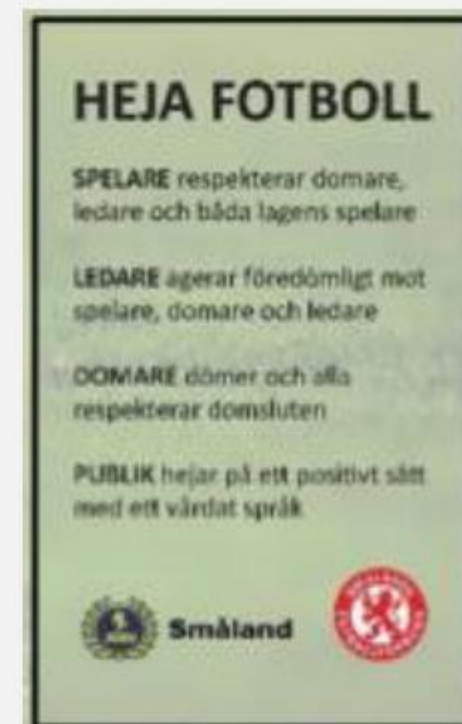 HEJA FOTBOLL
SPELARE respekterar domare,
ledare och båda lagens spelare
LEDARE agerar föredömligt mot
spelare, domare och ledare
DOMARE dömer och alla
respekterar domsluten
PUBLIK hejar på ett positivt sätt
med ett vårdat språk
Småland